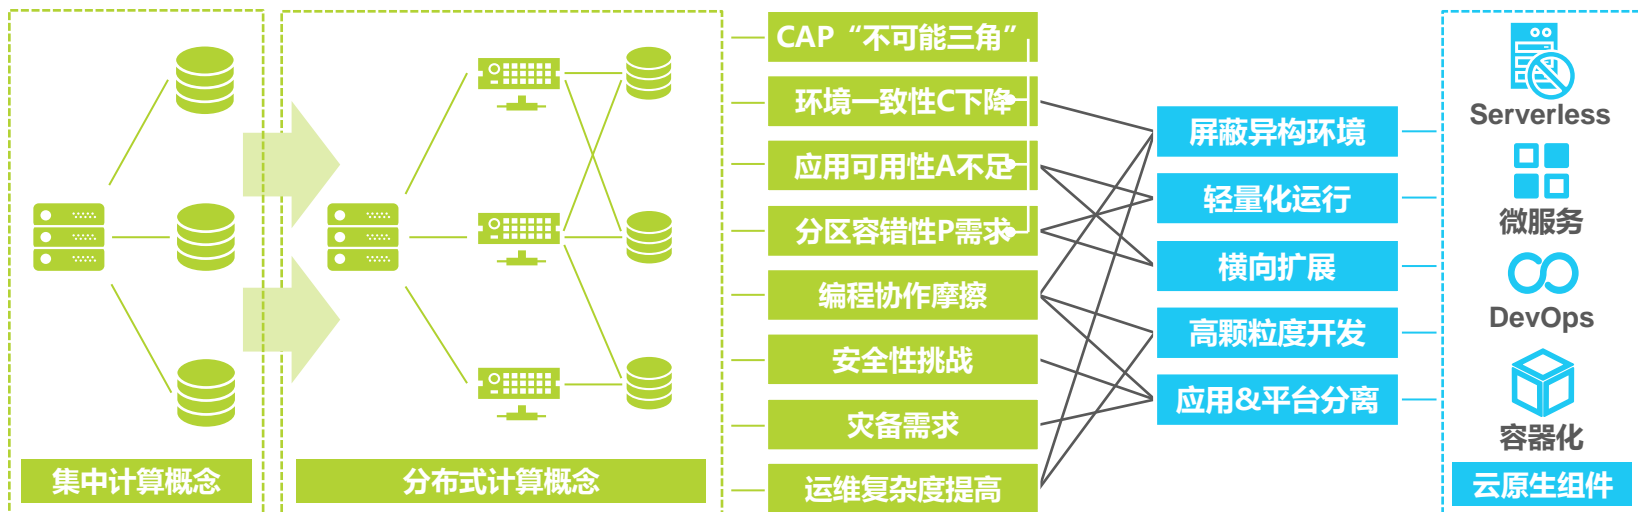 集中计算概念
分布式计算概念
CAP“不可能三角”
环境一致性C下降
应用可用性A不足
分区容错性P需求
编程协作摩擦
安全性挑战
灾备需求
运维复杂度提高
屏蔽异构环境
轻量化运行
横向扩展
高颗粒度开发
应用&平台分离
Serverless
微服务
DevOps
容器化
云原生组件